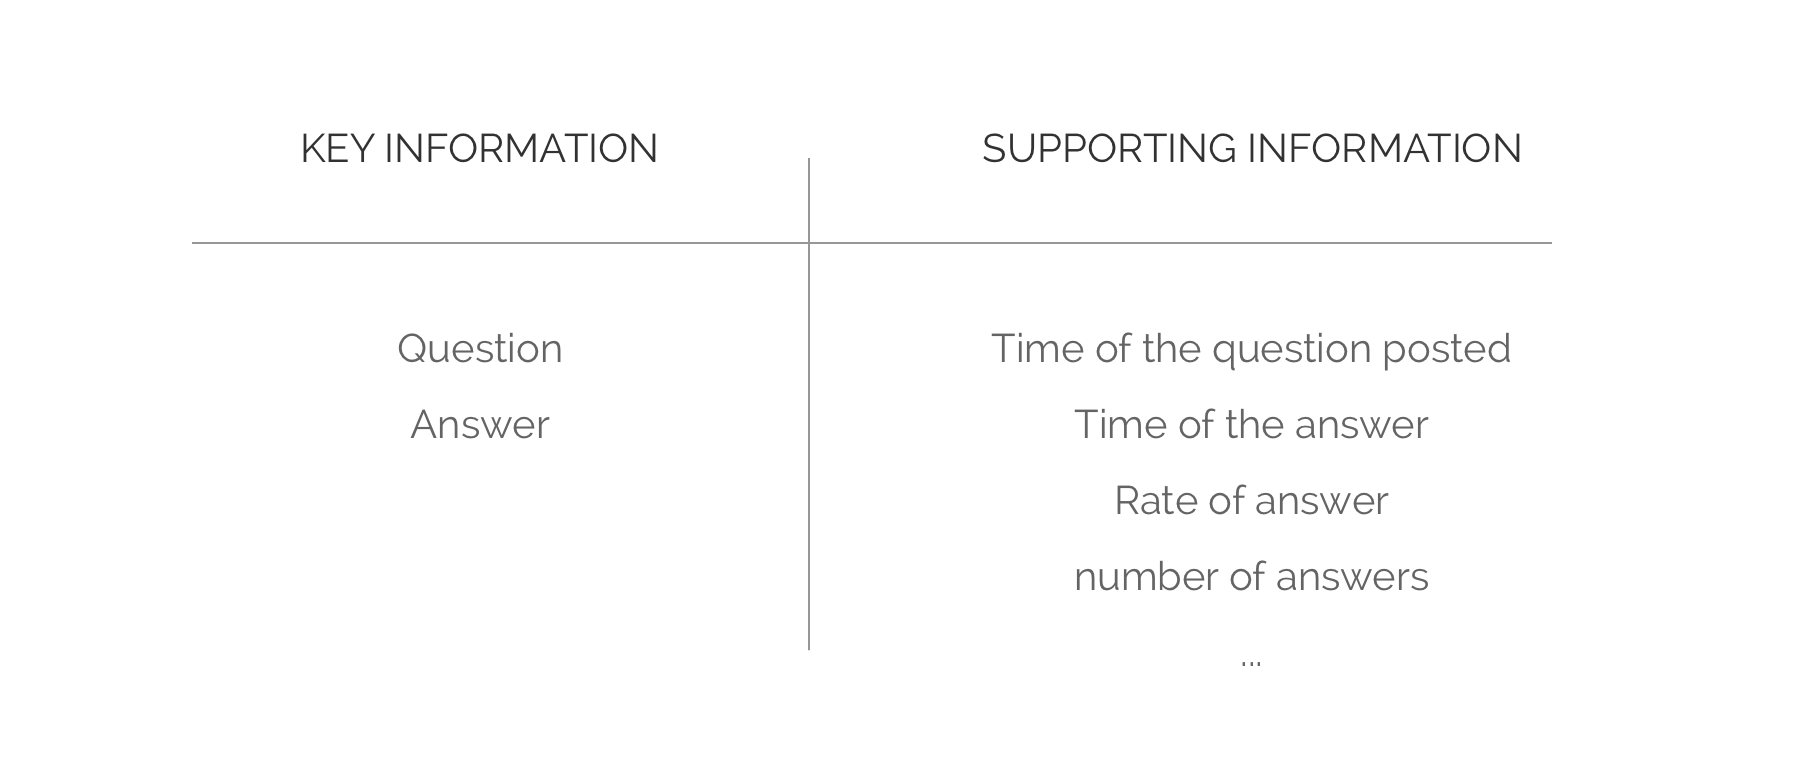 KEY INFORMATION
SUPPORTING INFORMATION
Question
Time of the question posted
Answer
Time of the answer
Rate of answer
number of answers
...